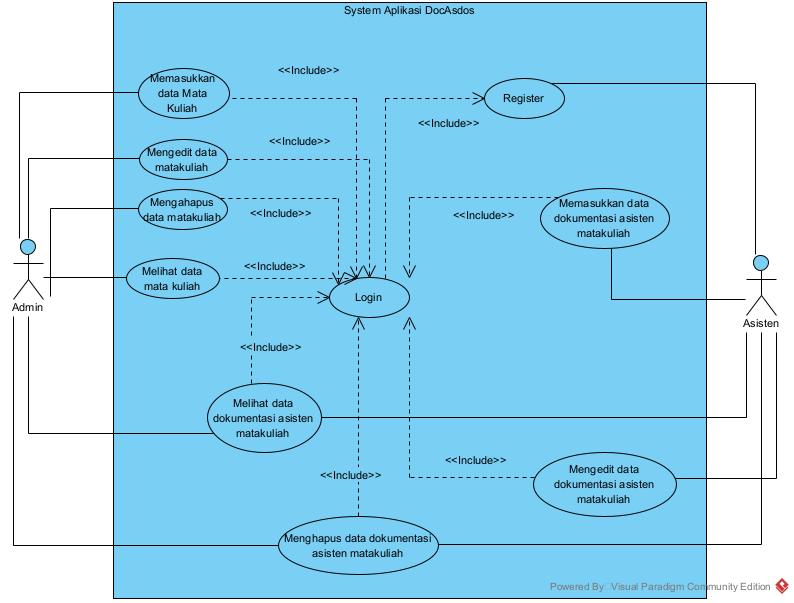 System Aplikasi DocAsdos
Memasukkan
data Mata
Kuliah
<<Include>>
Register
<<Include>>
Mengedit data
matakuliah
<<Include>>
Mengahapus
data matakuliah
<<Include>>
Memasukkan data
dokumentasi asisten
matakuliah
<<Include>>
Melihat data
mata kuliah
<<Include>>
Login
Admin
Asisten
<<Include>>
Melihat data
dokumentasi asisten
matakuliah
<<Include>>
<<Include>>
Mengedit data
dokumentasi asisten
matakuliah
Menghapus data dokumentasi
asisten matakuliah
Powered By Visual Paradigm Community Edition